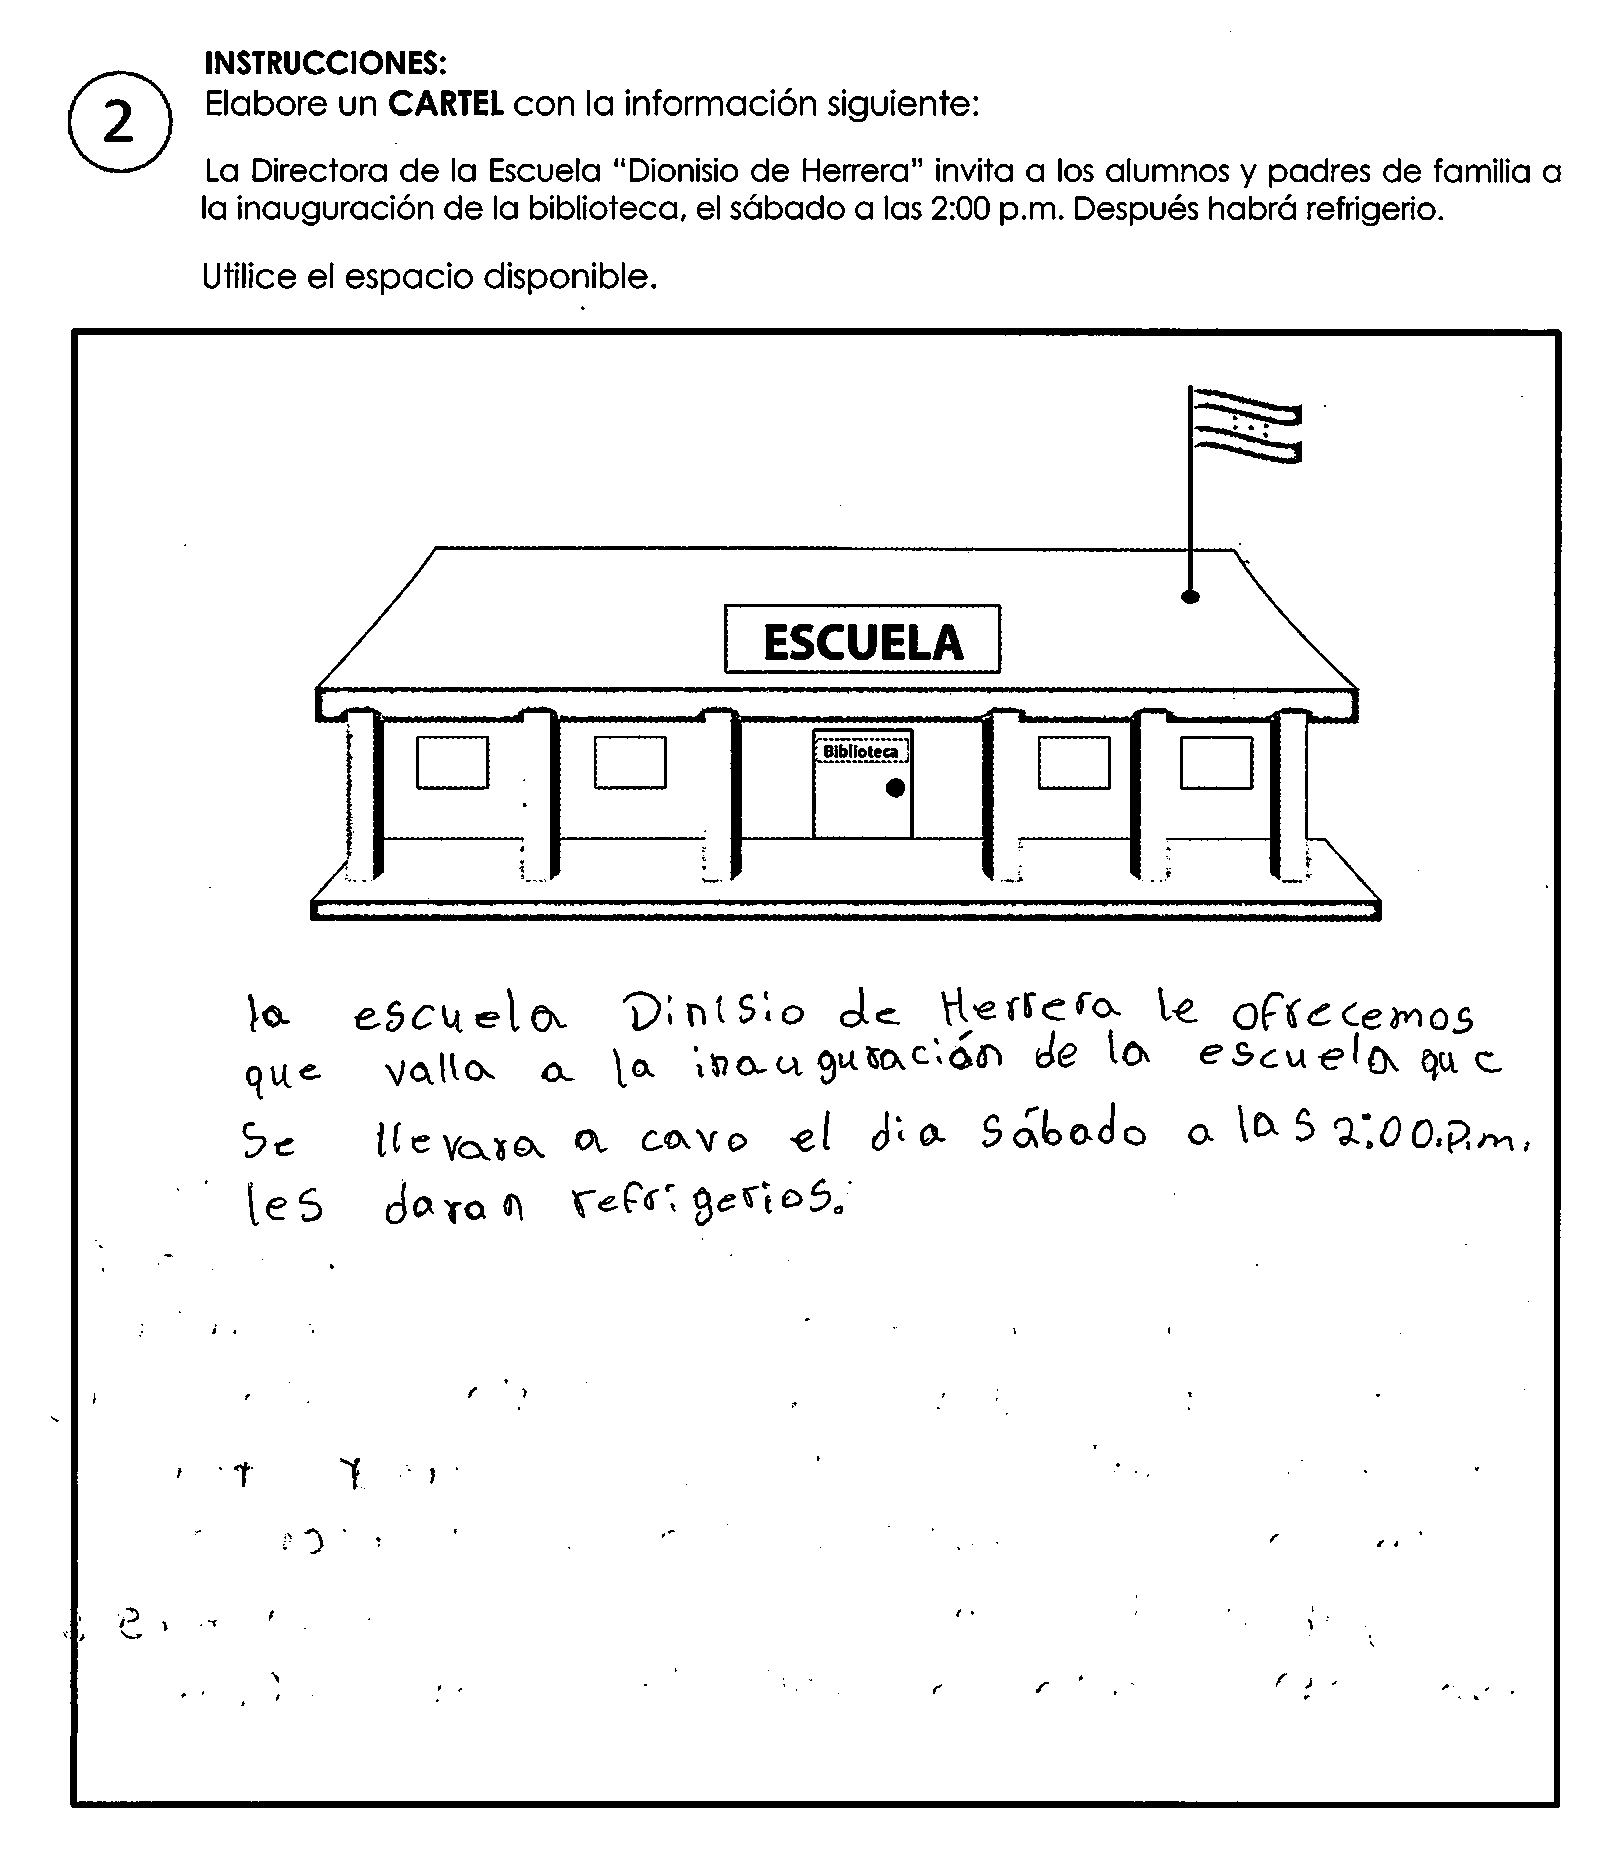 INSTRUCCIONES:
2
Elabore un CARTEL con la información siguiente:
La Directora de la Escuela "Dionisio de Herrera" invita a los alumnos y padres de familia a
la inauguración de la biblioteca, el sábado a las 2:00 p.m. Después habrá refrigerio.
Utilice el espacio disponible.
ESCUELA
Biblioteca
la escuela Dinisio de Herrera le ofrecemos
que valla a la inauguración de la escuela que
se llevara a cavo el dia sábado a las 2:00.p.m.
les daran refrigerios.